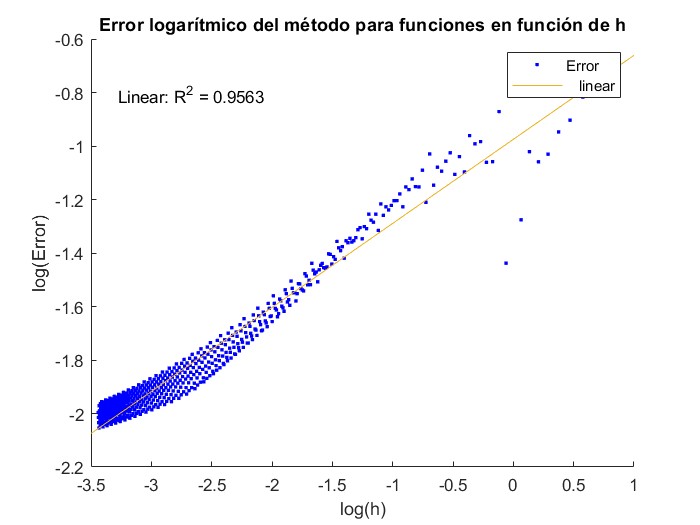 Error logarítmico del método para funciones en función de h
Linear: R² = 0.9563
Error
linear
log(Error)
-0.6
-0.8
-1
-1.2
-1.4
-1.6
-1.8
-2
-2.2
-3.5 -3 -2.5 -2 -1.5 -1 -0.5 0 0.5 1
log(h)